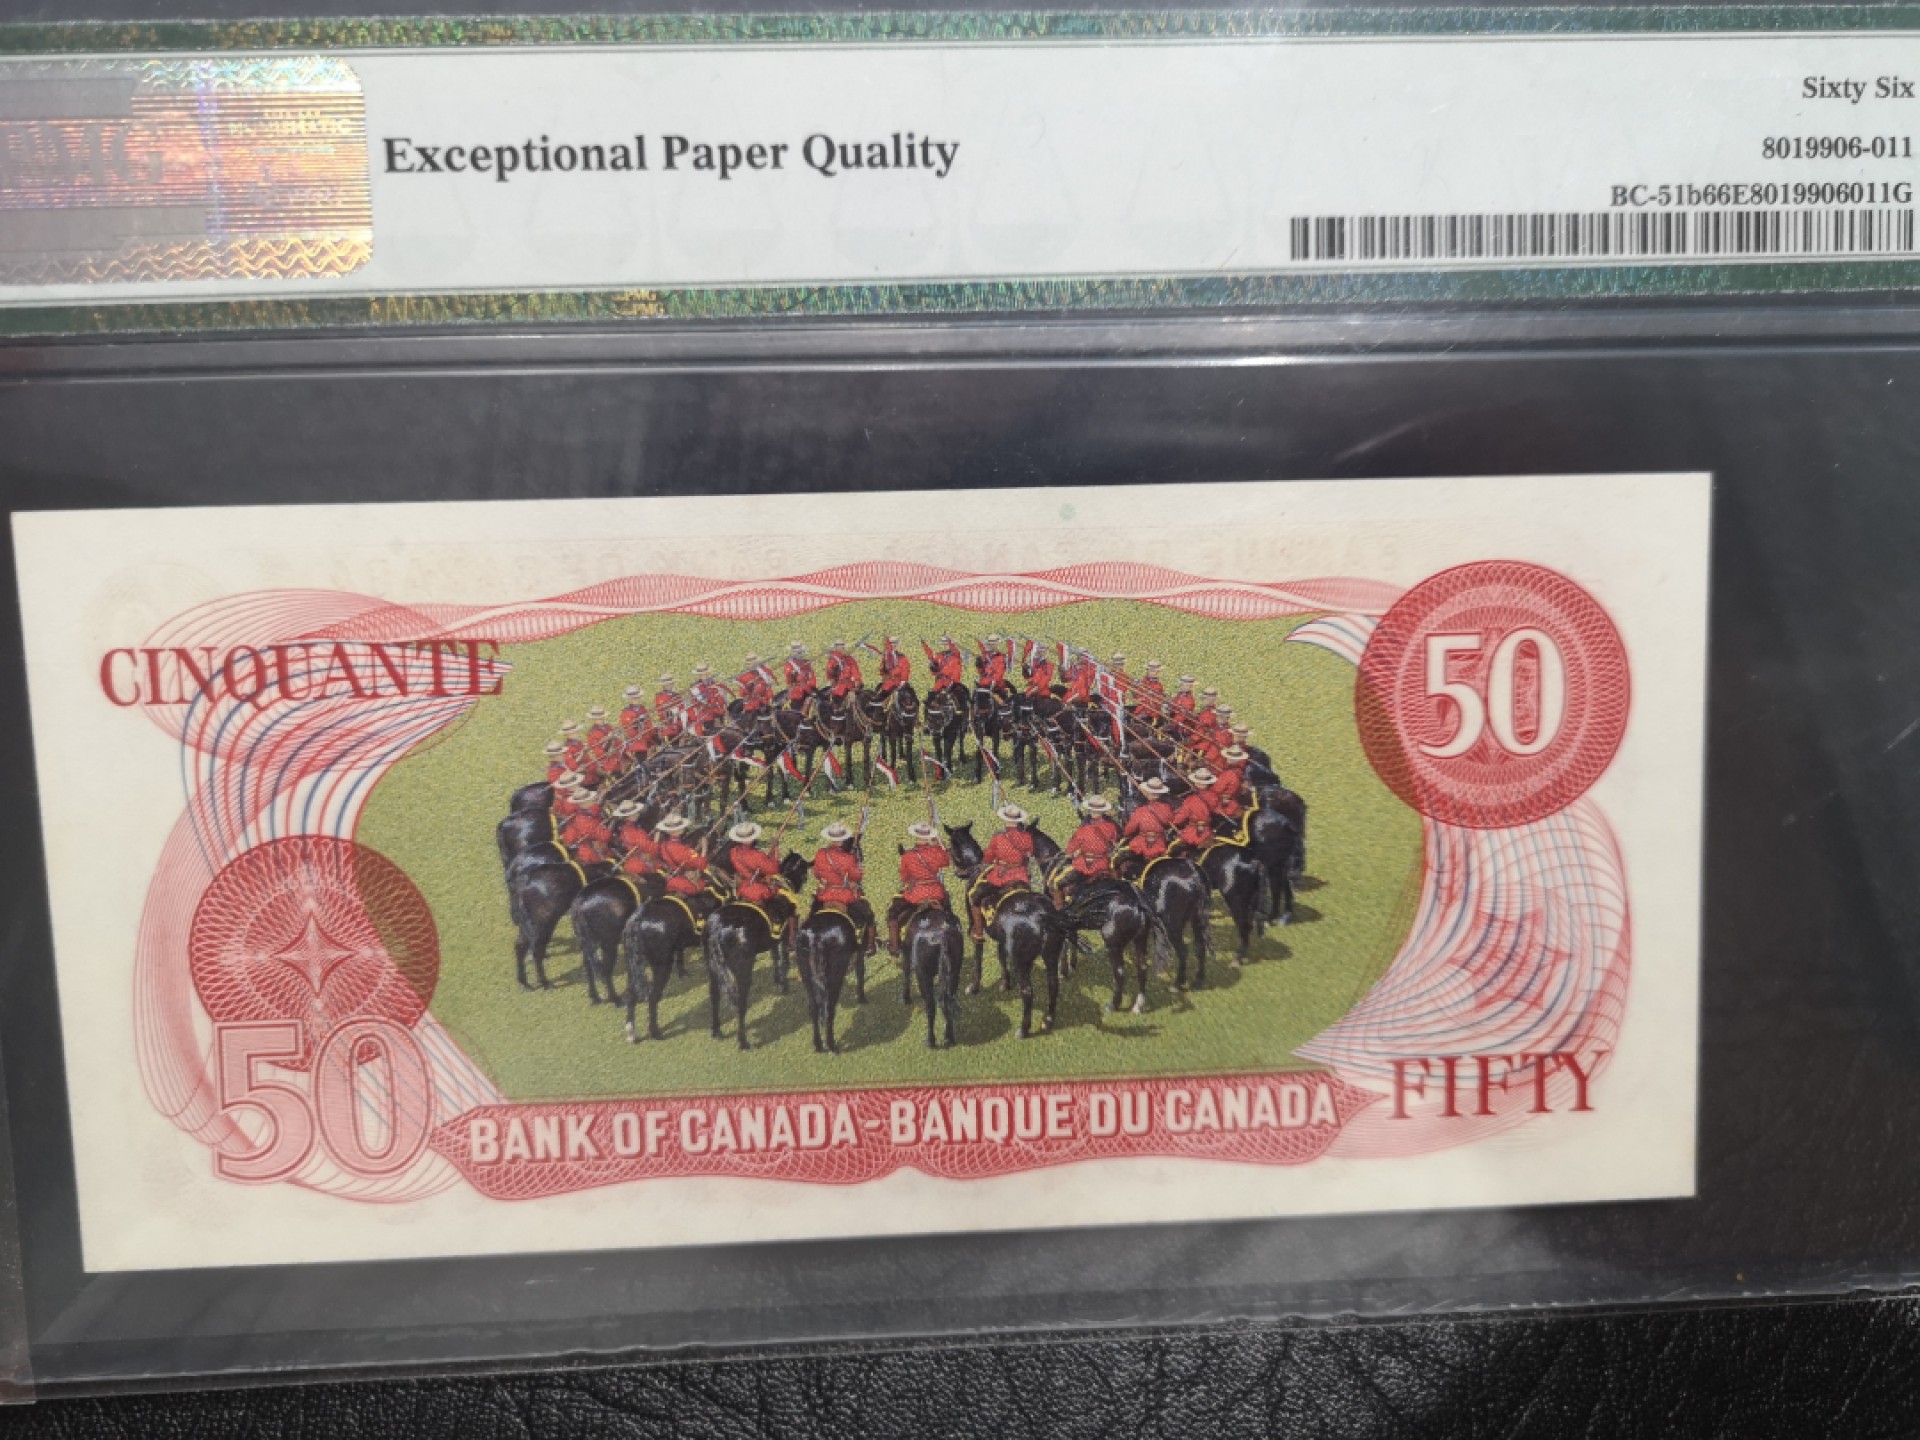 Sixty Six
Exceptional Paper Quality
8019906-011
BC-51b66E8019906011G
CINQUANTE
50
50
BANK OF CANADA - BANQUE DU CANADA
FIFTY